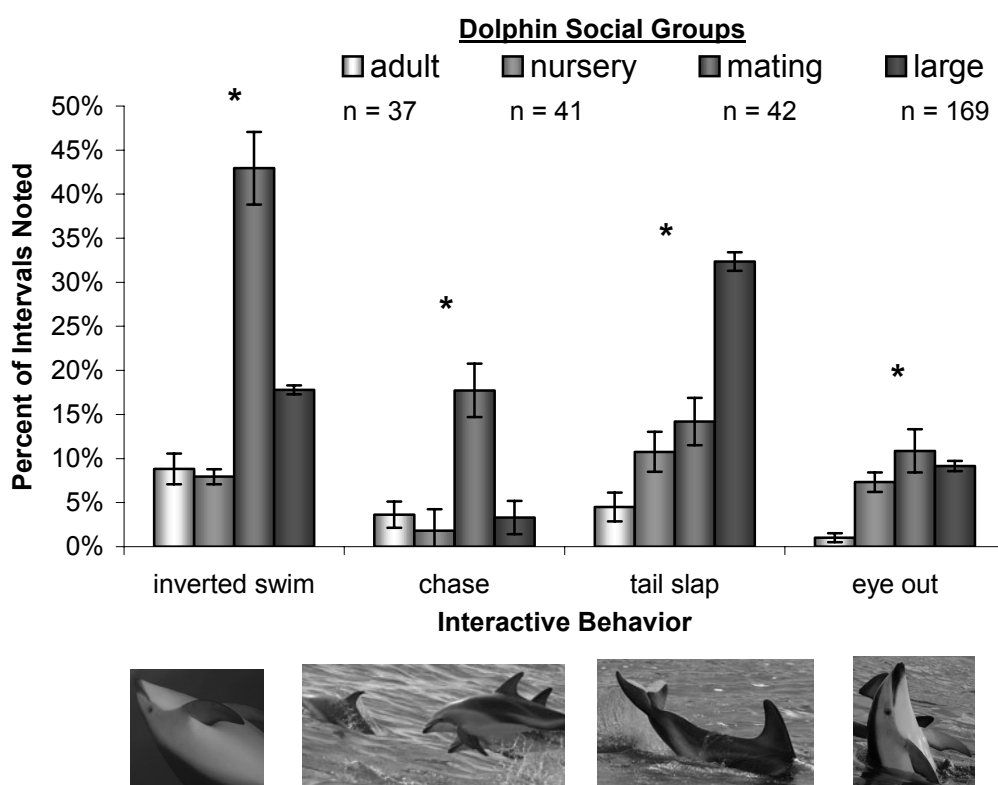 Dolphin Social Groups
adult nursery mating large
n = 37 n = 41 n = 42 n = 169
Percent of Intervals Noted
50%
45%
40%
35%
30%
25%
20%
15%
10%
5%
0%
*
*
*
*
inverted swim chase tail slap eye out
Interactive Behavior